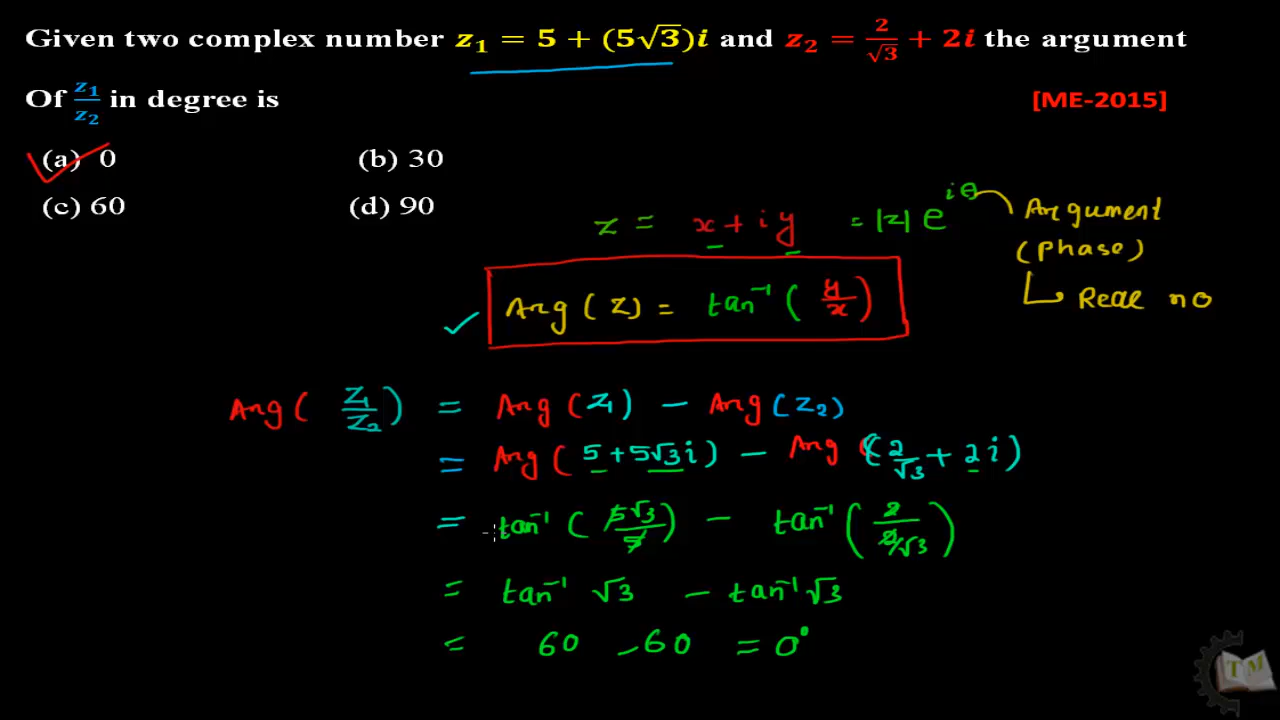 Given two complex number z₁ = 5 + (5√3)i and z₂ = 2/√3 + 2i the argument
Of z₁/z₂ in degree is [ME-2015]
(a) 0 (b) 30
(c) 60 (d) 90
z = x + iy = |z| e^{iθ} Argument
(phase)
Arg (z) = tan⁻¹ (y/x) Real no
Arg ( z₁/z₂ ) = Arg (z₁) - Arg (z₂)
= Arg ( 5 + 5√3 i ) - Arg ( 2/√3 + 2i )
= tan⁻¹ ( 5√3/5 ) - tan⁻¹ ( 2/2/√3 )
= tan⁻¹ √3 - tan⁻¹ √3
= 60 - 60 = 0°
TM